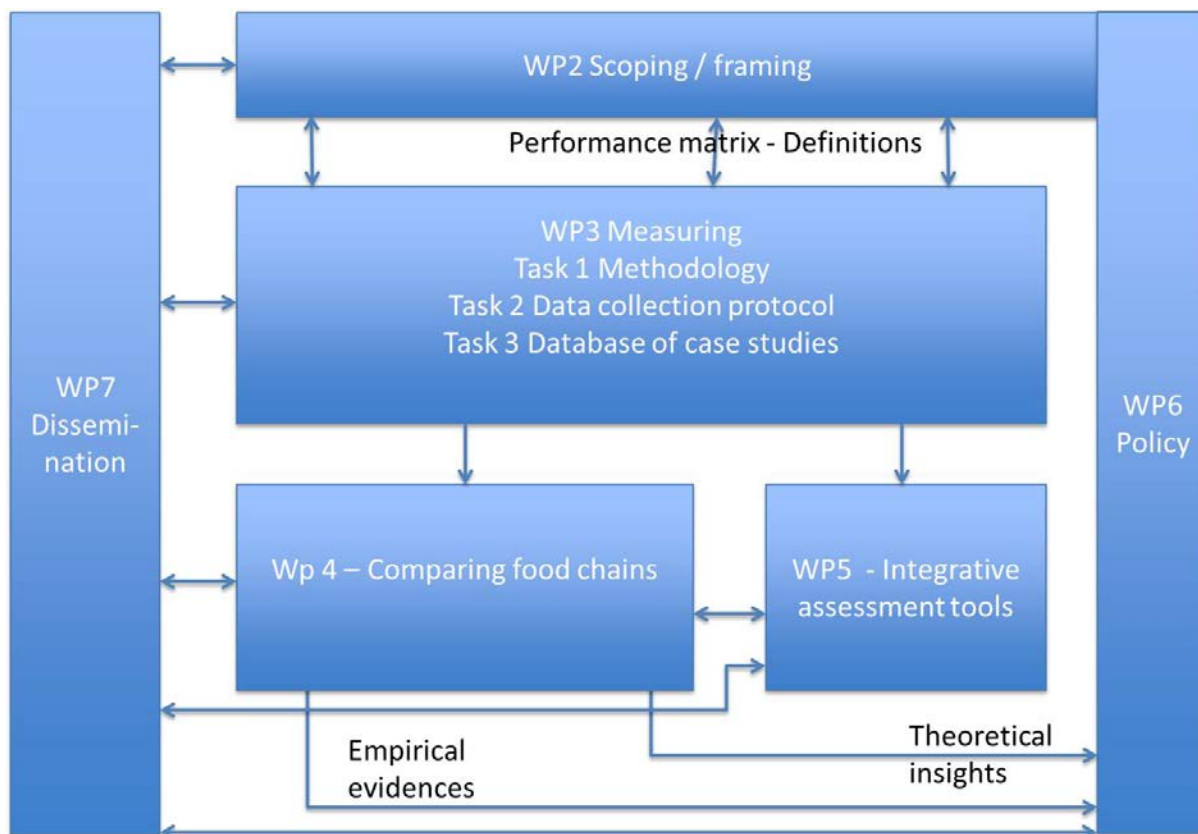 WP2 Scoping / framing
Performance matrix - Definitions
WP3 Measuring
Task 1 Methodology
Task 2 Data collection protocol
Task 3 Database of case studies
WP7
Dissemi-
nation
WP6
Policy
Wp 4 – Comparing food chains
WP5  - Integrative
assessment tools
Empirical
evidences
Theoretical
insights